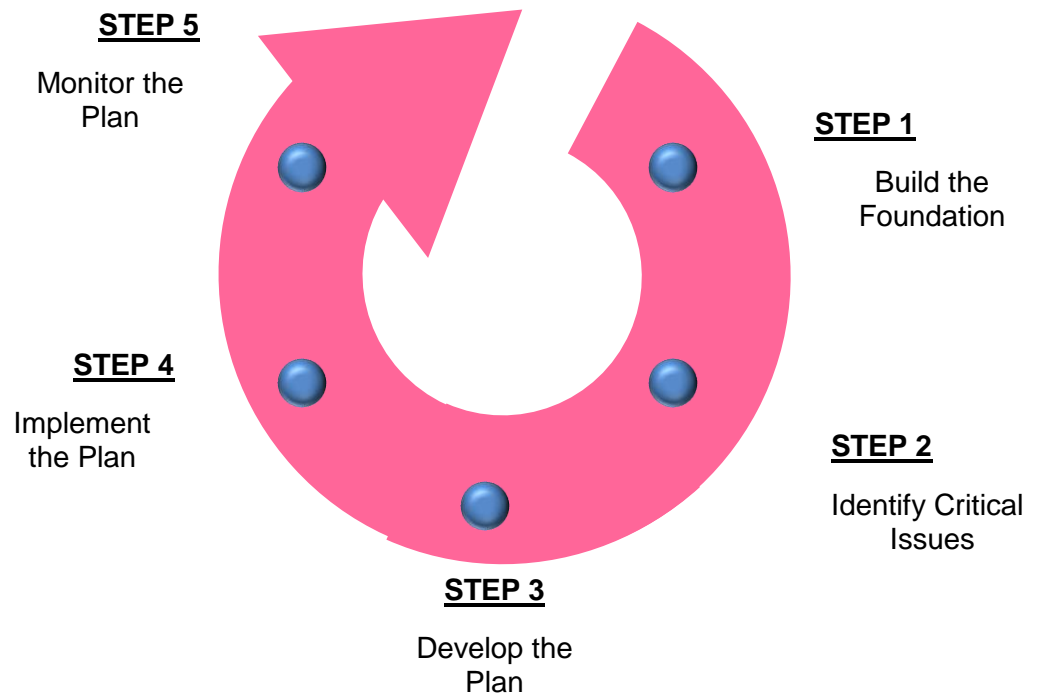 STEP 1
Build the
Foundation
STEP 2
Identify Critical
Issues
STEP 3
Develop the
Plan
STEP 4
Implement
the Plan
STEP 5
Monitor the
Plan